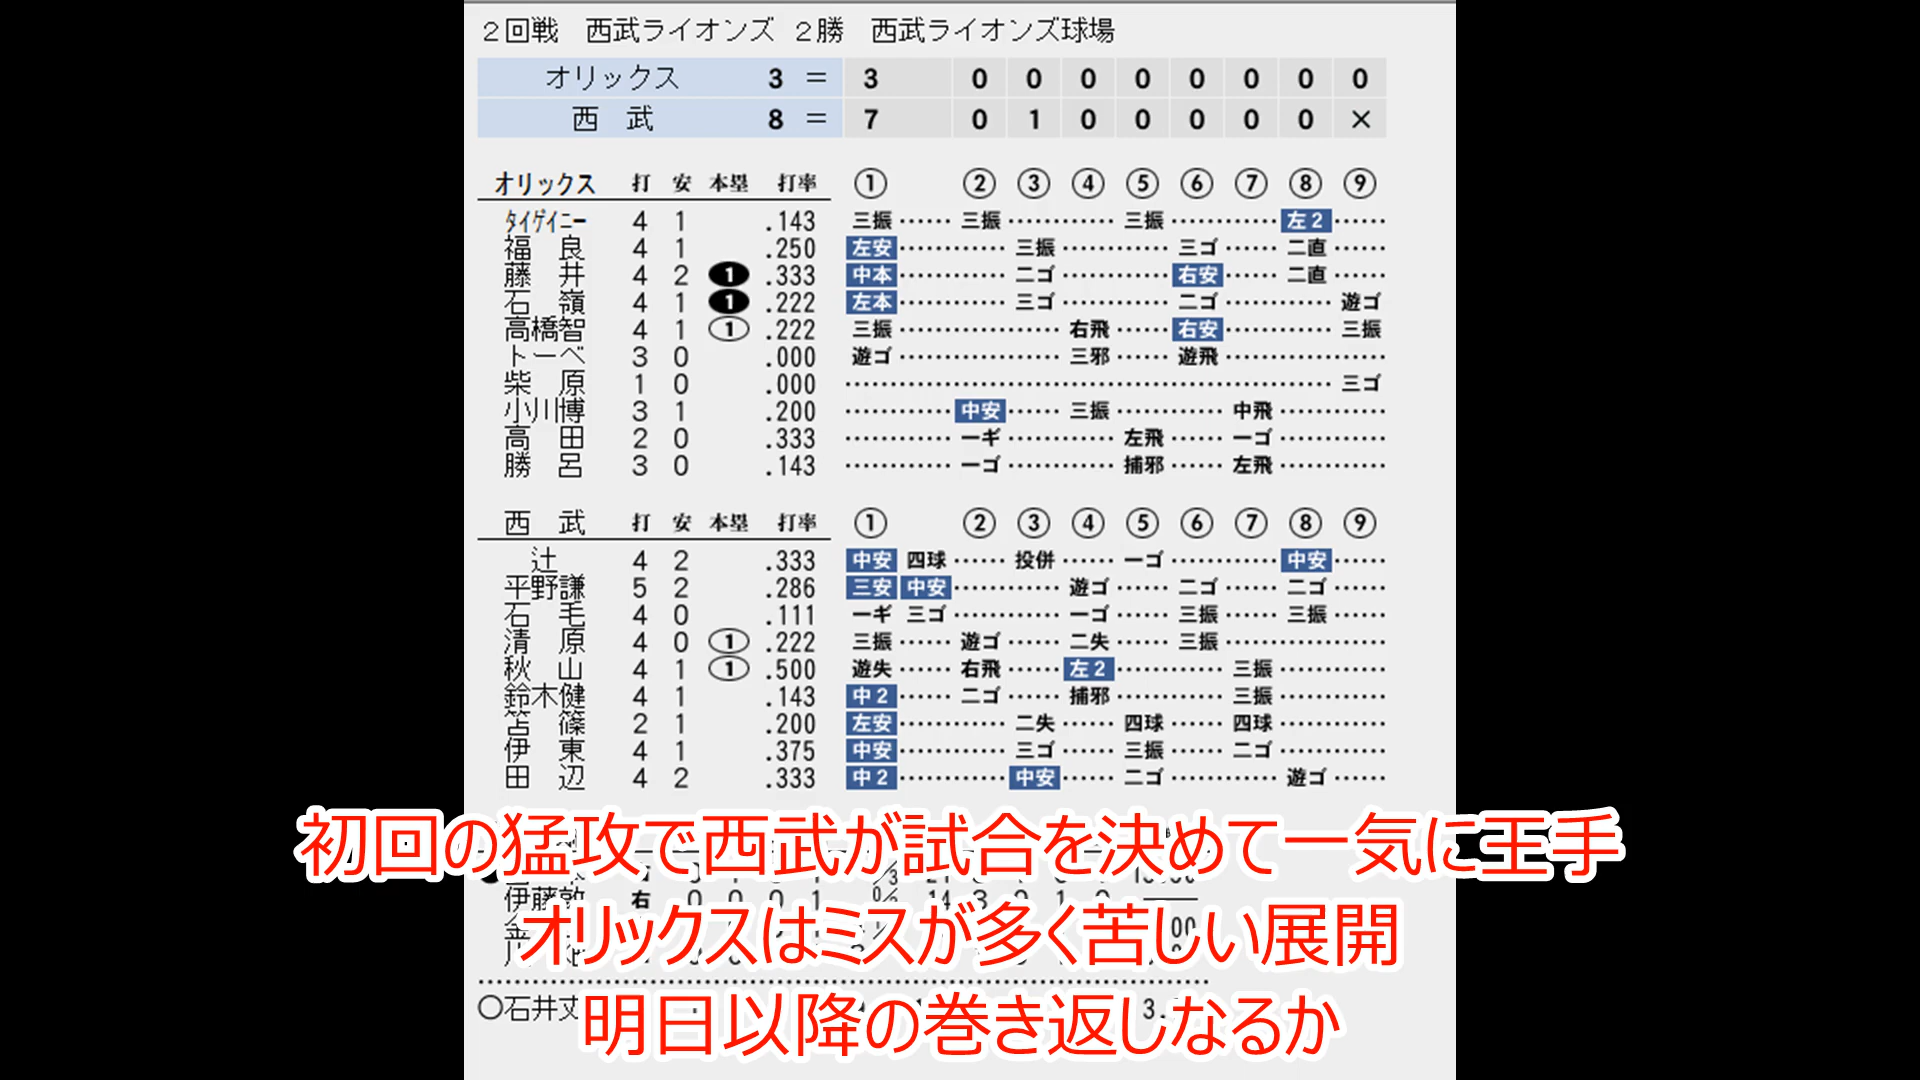 ２回戦　西武ライオンズ　２勝　西武ライオンズ球場
オリックス 3 = 3 0 0 0 0 0 0 0 0
西　武 8 = 7 0 1 0 0 0 0 0 ×
オリックス 打 安 本塁 打率 ① ② ③ ④ ⑤ ⑥ ⑦ ⑧ ⑨
ﾀｲｹﾞｲﾆｰ 4 1 .143 三振 三振 三振 左２
福　良 4 1 .250 左安 三振 三ゴ 二直
藤　井 4 2 ❶ .333 中本 二ゴ 右安 二直
石　嶺 4 1 ❶ .222 左本 三ゴ 二ゴ 遊ゴ
高橋智 4 1 ① .222 三振 右飛 右安 三振
トーベ 3 0 .000 遊ゴ 三邪 遊飛
柴　原 1 0 .000 三ゴ
小川博 3 1 .200 中安 三振 中飛
高　田 2 0 .333 一ギ 左飛 一ゴ
勝　呂 3 0 .143 一ゴ 捕邪 左飛
西　武 打 安 本塁 打率 ① ② ③ ④ ⑤ ⑥ ⑦ ⑧ ⑨
辻 4 2 .333 中安 四球 投併 一ゴ 中安
平野謙 5 2 .286 三安 中安 遊ゴ 二ゴ 二ゴ
石　毛 4 0 .111 一ギ 三ゴ 一ゴ 三振 三振
清　原 4 0 ① .222 三振 遊ゴ 二失 三振
秋　山 4 1 ① .500 遊失 右飛 左２ 三振
鈴木健 4 1 .143 中２ 二ゴ 捕邪 三振
笘　篠 2 1 .200 左安 二失 四球 四球
伊　東 4 1 .375 中安 三ゴ 三振 二ゴ
田　辺 4 2 .333 中２ 中安 二ゴ 遊ゴ
初回の猛攻で西武が試合を決めて一気に王手
伊藤敦 右
オリックスはミスが多く苦しい展開
〇石井丈
明日以降の巻き返しなるか